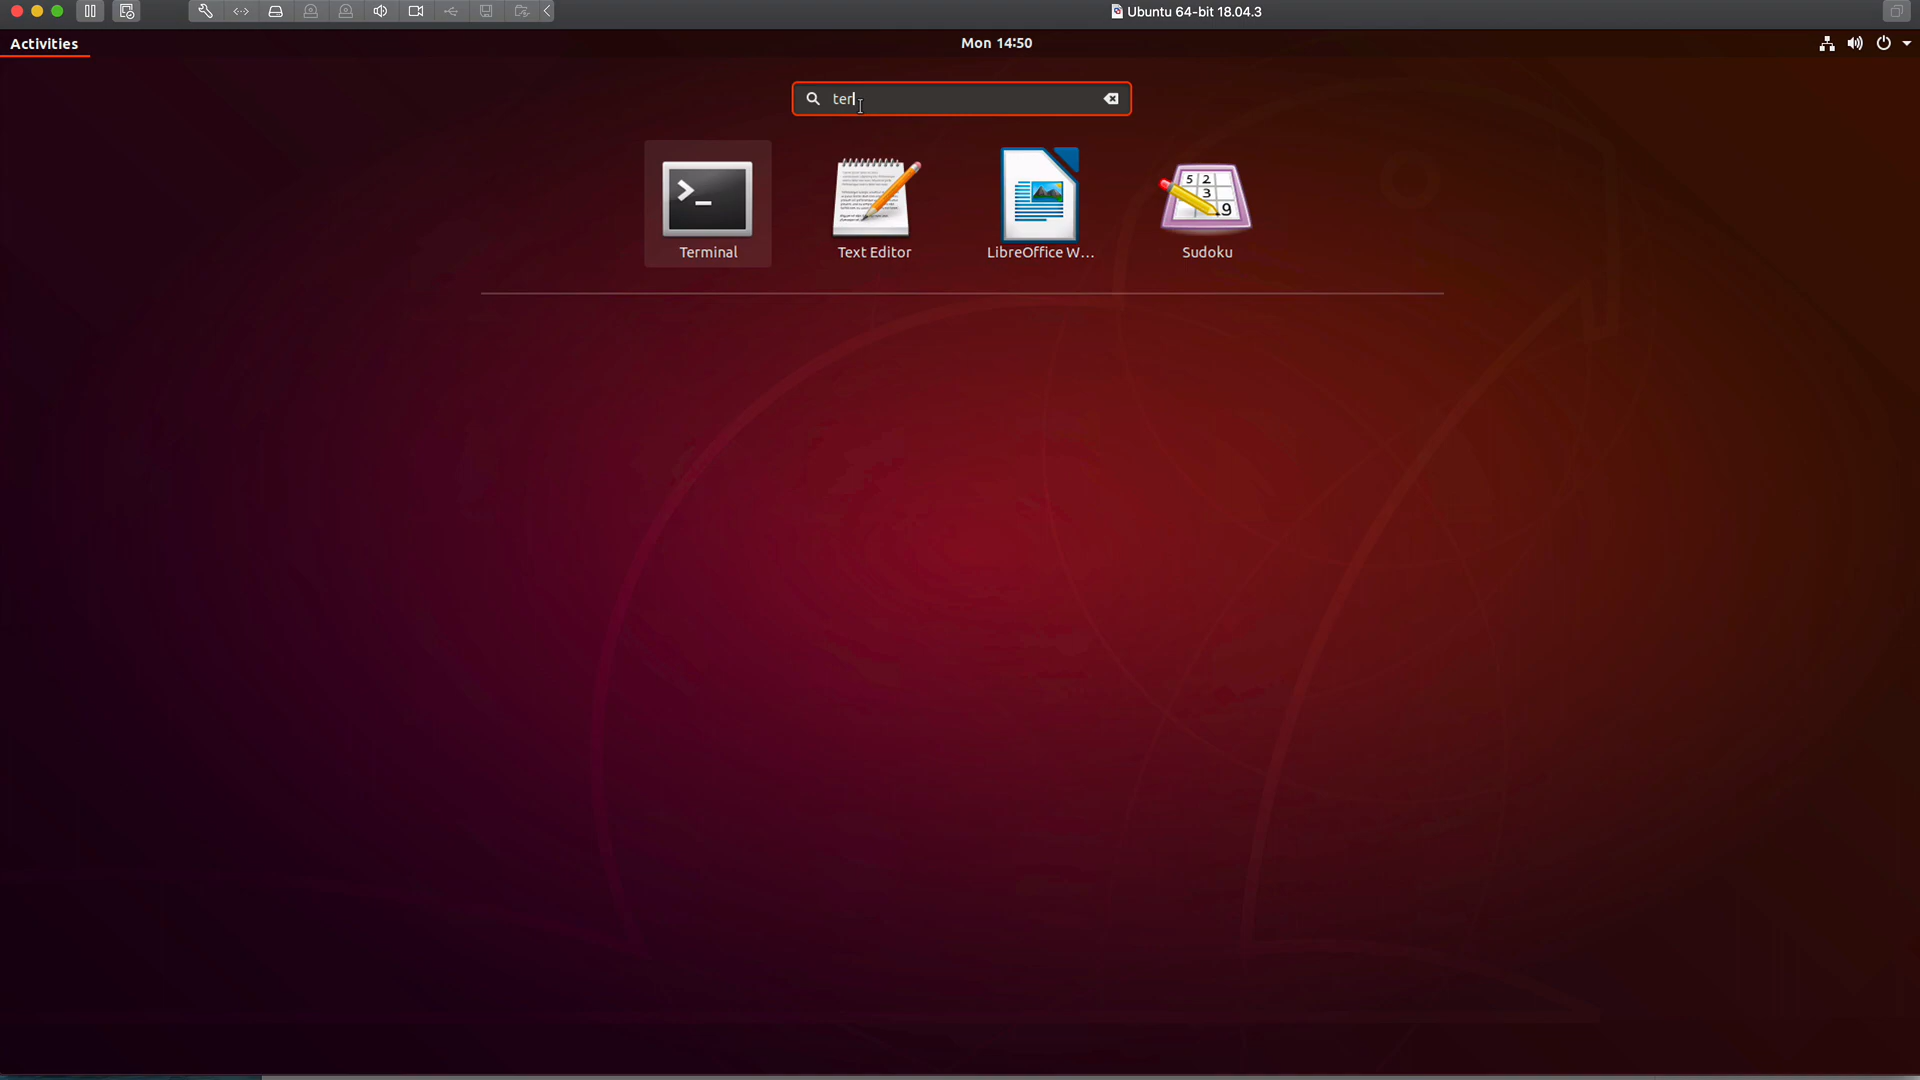 Ubuntu 64-bit 18.04.3
Activities
Mon 14:50
ter
Terminal
Text Editor
LibreOffice W...
Sudoku
5 2
3
9